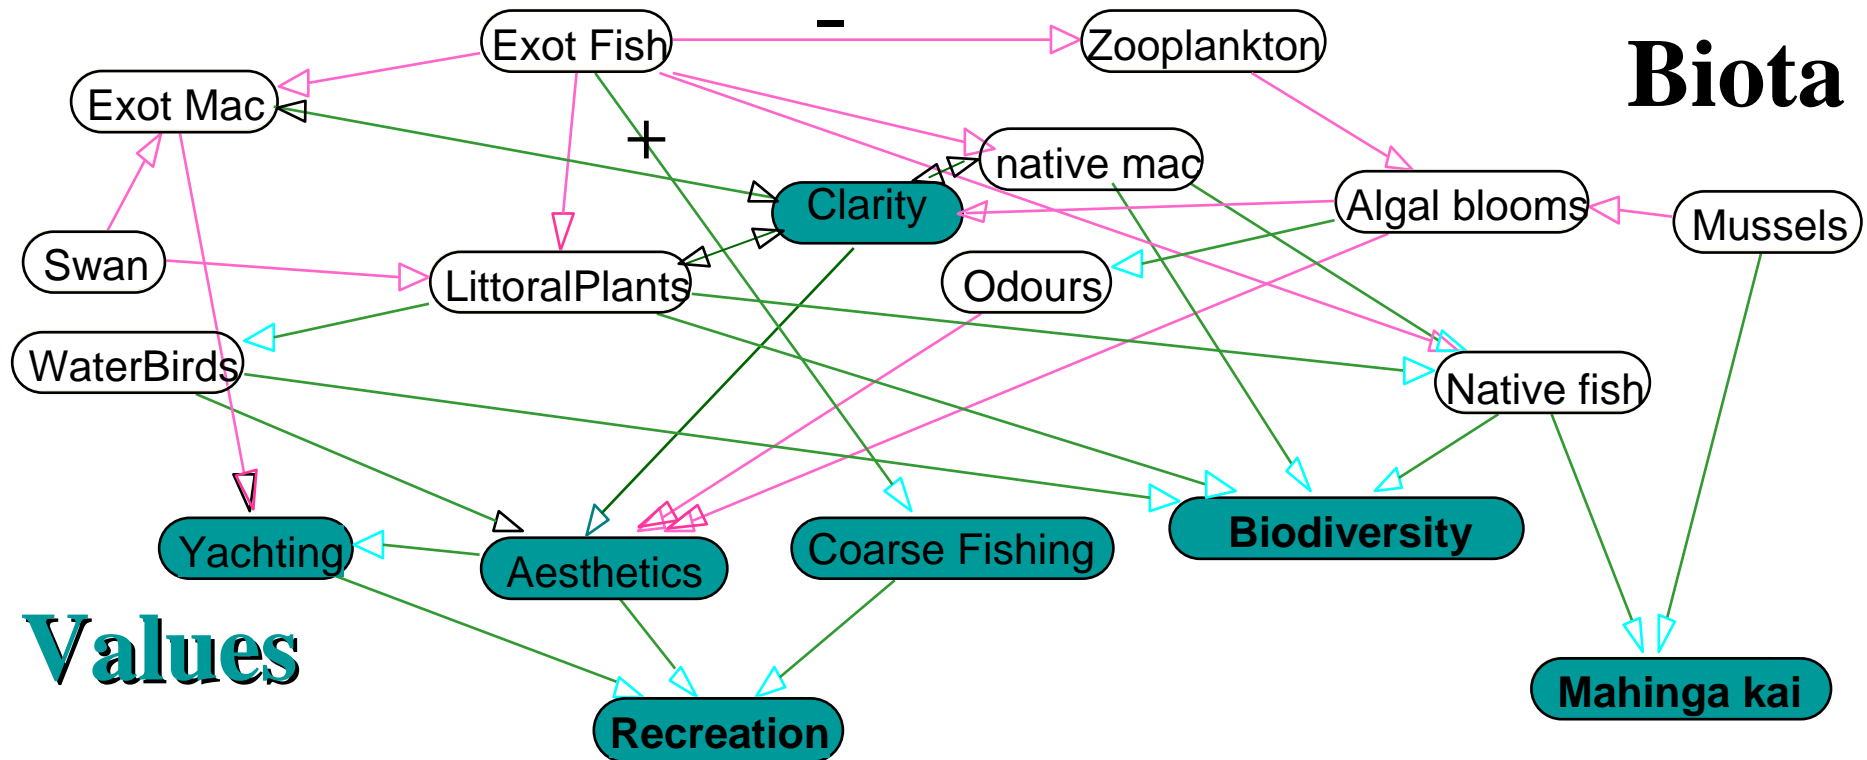 -
Exot Fish
Zooplankton
Biota
Exot Mac
+
native mac
Clarity
Algal blooms
Mussels
Swan
LittoralPlants
Odours
WaterBirds
Native fish
Yachting
Aesthetics
Coarse Fishing
Biodiversity
Values
Mahinga kai
Recreation